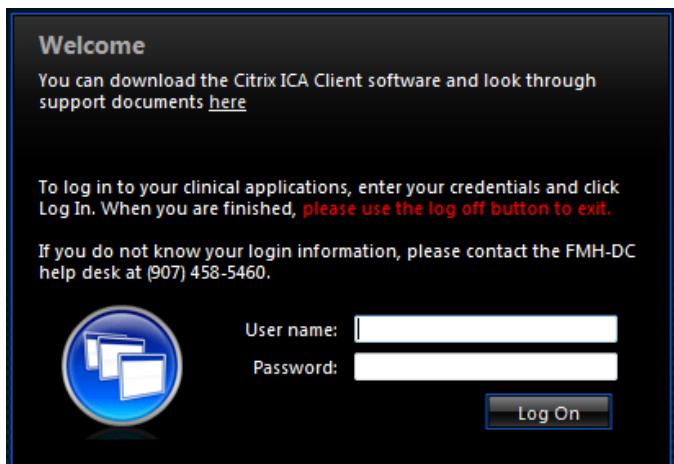 Welcome
You can download the Citrix ICA Client software and look through
support documents here
To log in to your clinical applications, enter your credentials and click
Log In. When you are finished, please use the log off button to exit.
If you do not know your login information, please contact the FMH-DC
help desk at (907) 458-5460.
User name:
Password:
Log On